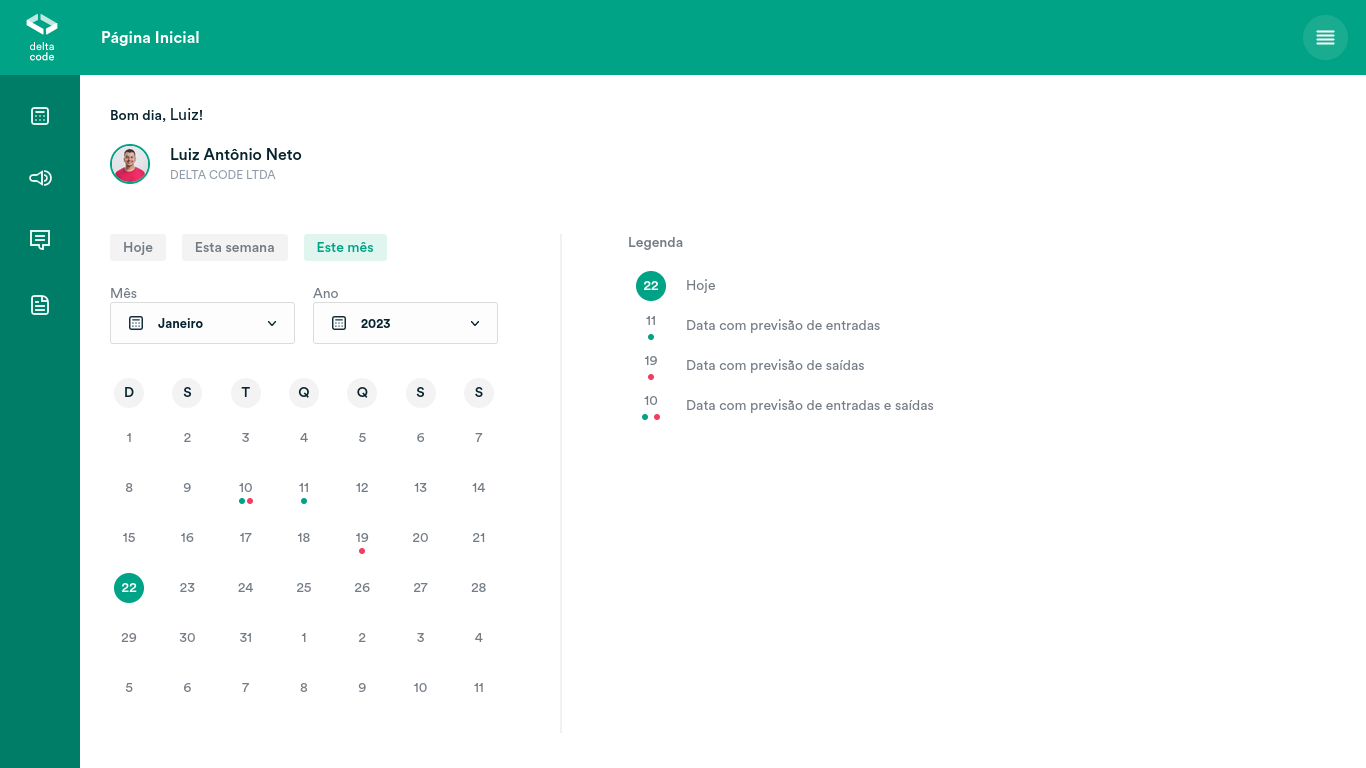 delta
code
Página Inicial
Bom dia, Luiz!
Luiz Antônio Neto
DELTA CODE LTDA
Hoje Esta semana Este mês
Mês Ano
Janeiro 2023
D S T Q Q S S
1 2 3 4 5 6 7
8 9 10 11 12 13 14
15 16 17 18 19 20 21
22 23 24 25 26 27 28
29 30 31 1 2 3 4
5 6 7 8 9 10 11
Legenda
22 Hoje
11 Data com previsão de entradas
19 Data com previsão de saídas
10 Data com previsão de entradas e saídas